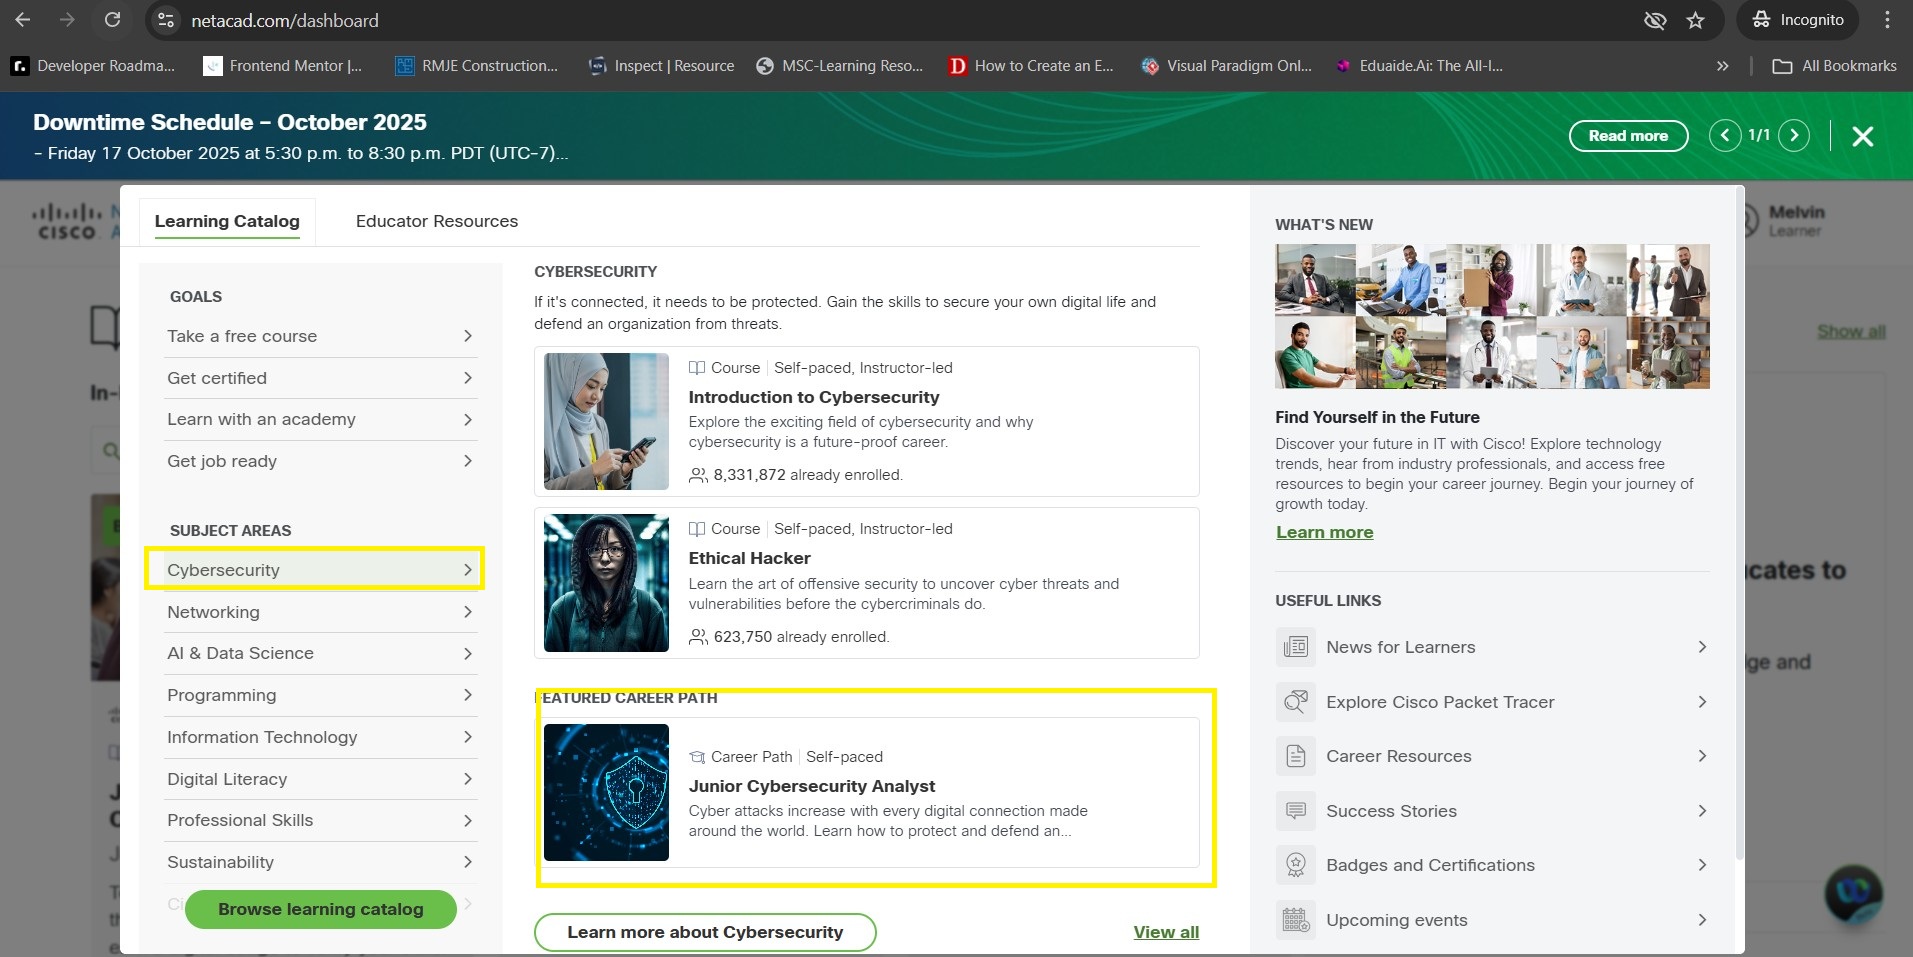 netacad.com/dashboard
Incognito
Developer Roadma...
Frontend Mentor |...
RMJE Construction...
Inspect | Resource
MSC-Learning Reso...
How to Create an E...
Visual Paradigm Onl...
Eduaide.Ai: The All-I...
All Bookmarks
Downtime Schedule – October 2025
- Friday 17 October 2025 at 5:30 p.m. to 8:30 p.m. PDT (UTC-7)...
Read more
1/1
CISCO
Melvin
Learner
Show all
Learning Catalog
Educator Resources
GOALS
Take a free course
Get certified
Learn with an academy
Get job ready
SUBJECT AREAS
Cybersecurity
Networking
AI & Data Science
Programming
Information Technology
Digital Literacy
Professional Skills
Sustainability
Browse learning catalog
CYBERSECURITY
If it's connected, it needs to be protected. Gain the skills to secure your own digital life and
defend an organization from threats.
Course | Self-paced, Instructor-led
Introduction to Cybersecurity
Explore the exciting field of cybersecurity and why
cybersecurity is a future-proof career.
8,331,872 already enrolled.
Course | Self-paced, Instructor-led
Ethical Hacker
Learn the art of offensive security to uncover cyber threats and
vulnerabilities before the cybercriminals do.
623,750 already enrolled.
FEATURED CAREER PATH
Career Path | Self-paced
Junior Cybersecurity Analyst
Cyber attacks increase with every digital connection made
around the world. Learn how to protect and defend an...
Learn more about Cybersecurity
View all
WHAT'S NEW
Find Yourself in the Future
Discover your future in IT with Cisco! Explore technology
trends, hear from industry professionals, and access free
resources to begin your career journey. Begin your journey of
growth today.
Learn more
USEFUL LINKS
News for Learners
Explore Cisco Packet Tracer
Career Resources
Success Stories
Badges and Certifications
Upcoming events